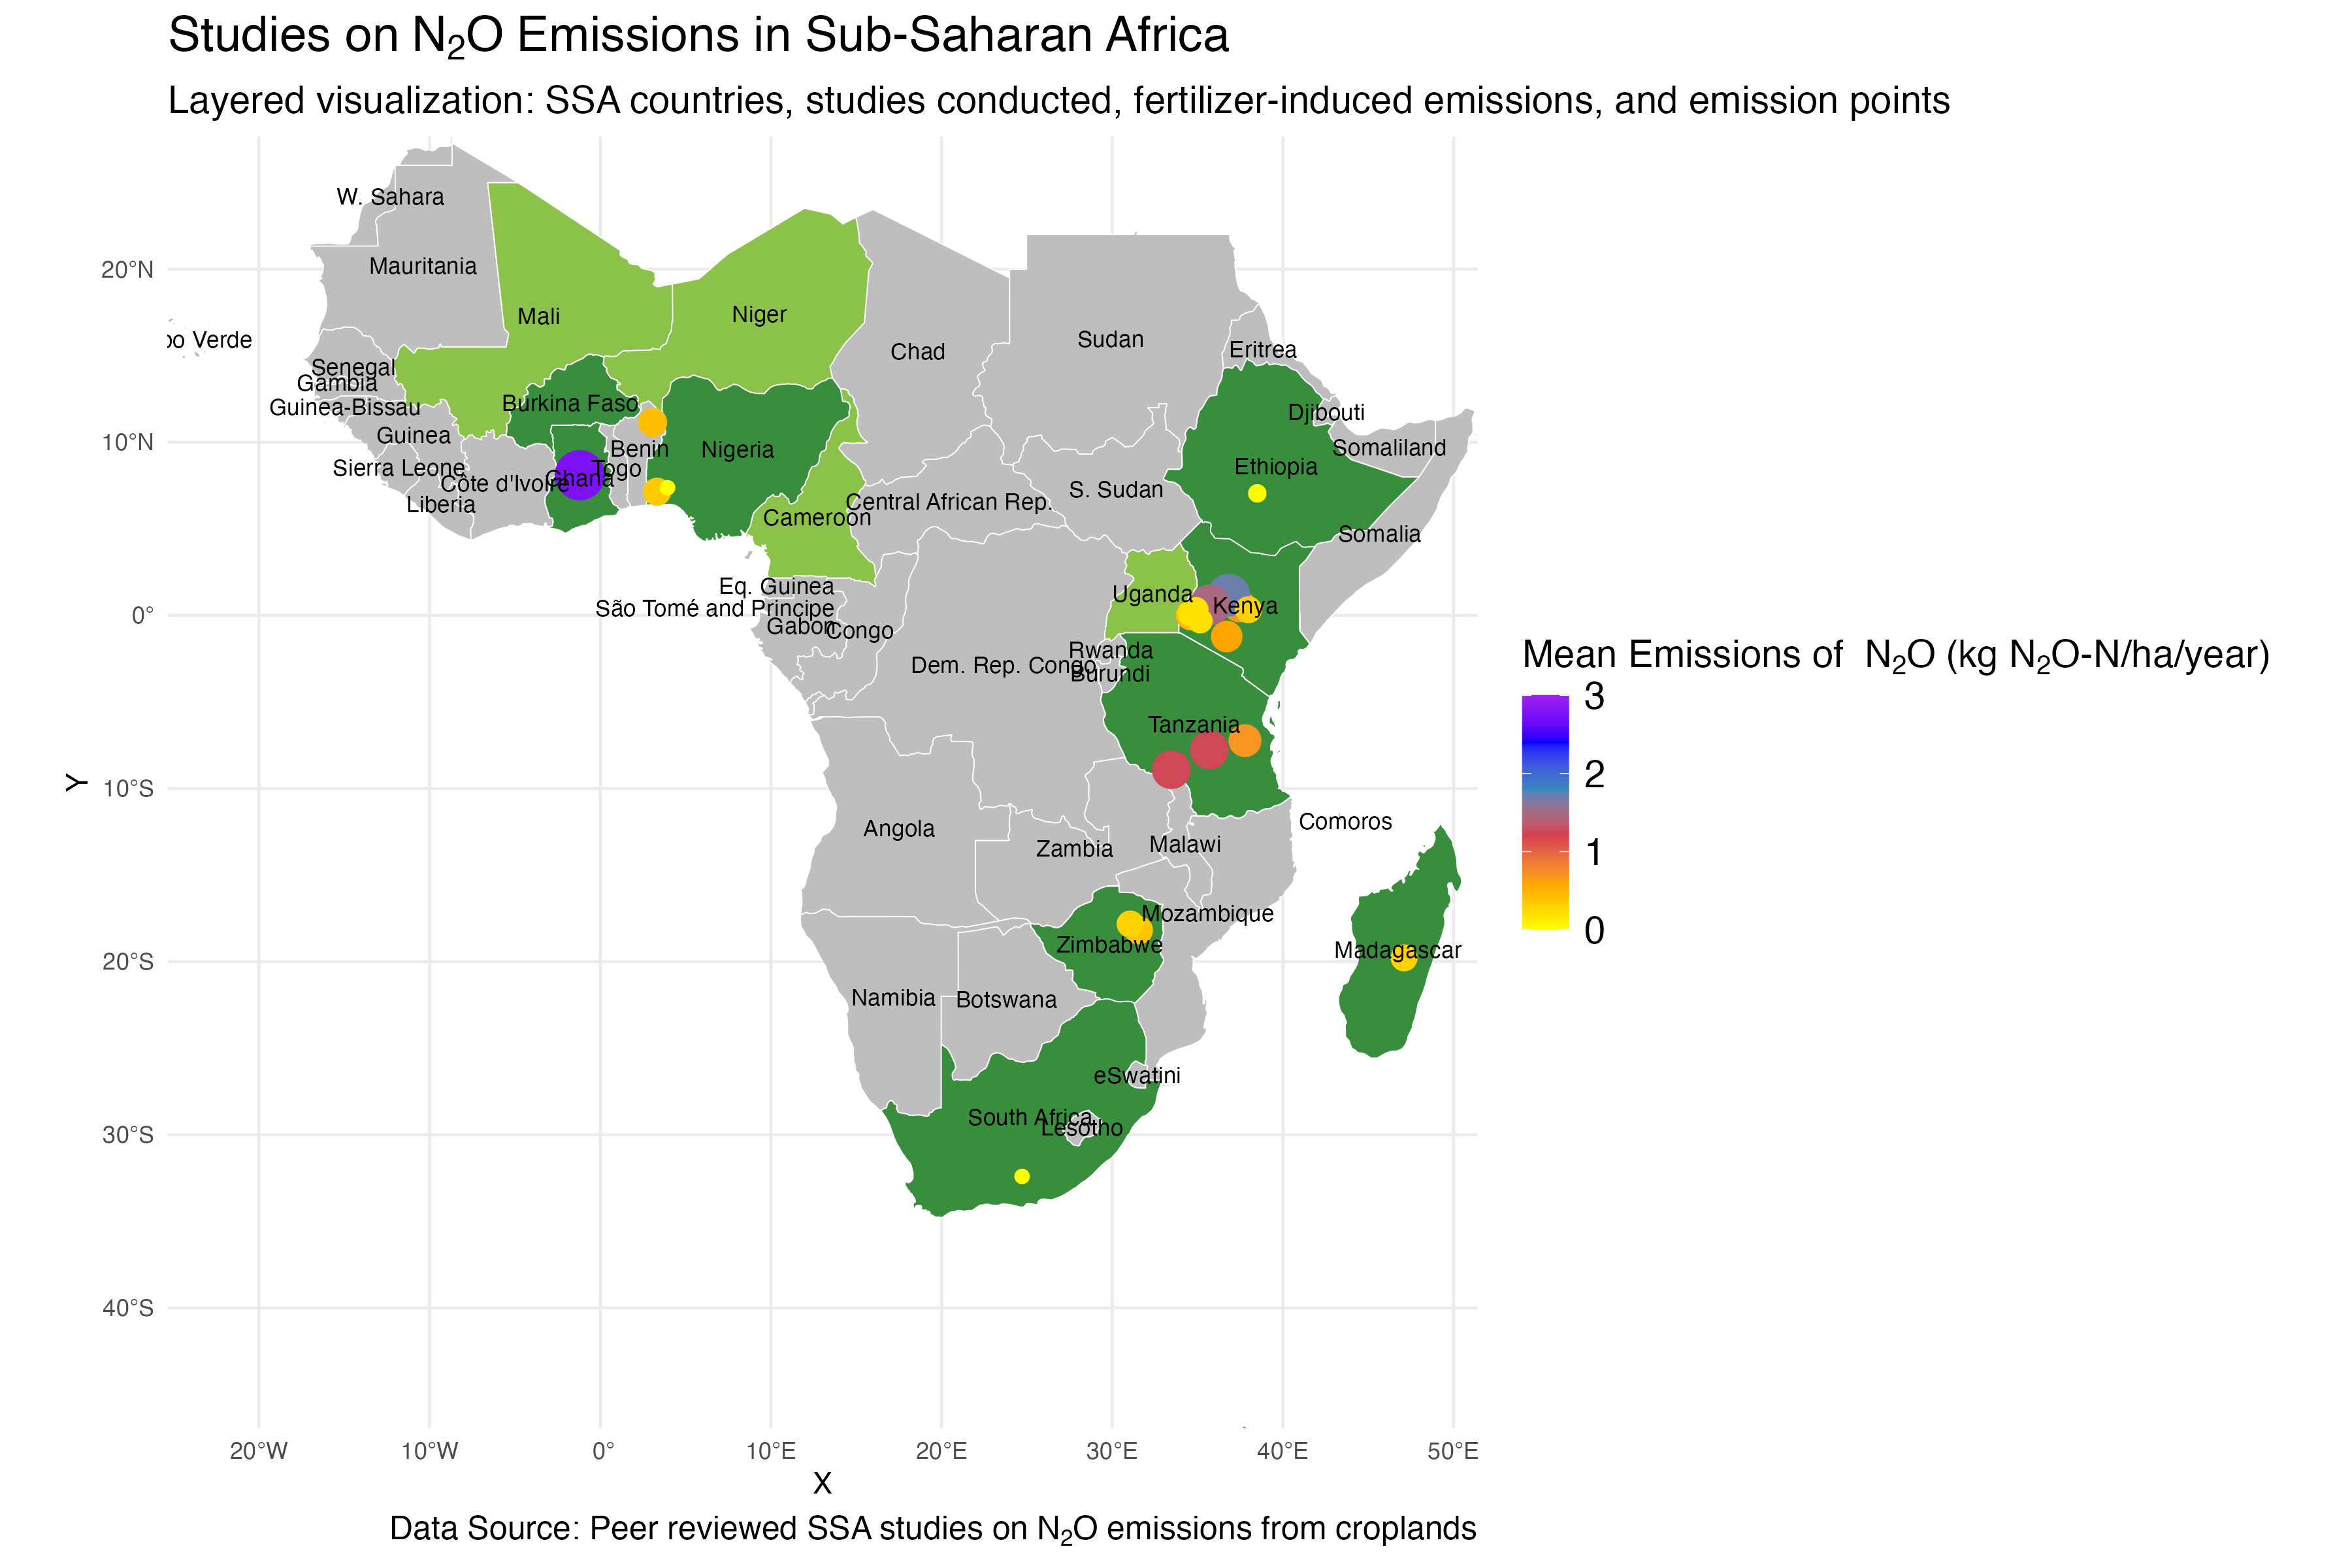 Studies on N₂O Emissions in Sub-Saharan Africa
Layered visualization: SSA countries, studies conducted, fertilizer-induced emissions, and emission points
W. Sahara
Mauritania
20°N
Mali
Niger
Sudan
Verde
Chad
Eritrea
Senegal
Gambia
Guinea-Bissau
Burkina Faso
Djibouti
Guinea
10°N
Benin
Nigeria
Somaliland
Sierra Leone
Togo
Ethiopia
Côte d'Ivoire
Ghana
S. Sudan
Liberia
Central African Rep.
Cameroon
Somalia
Eq. Guinea
Uganda
São Tomé and Principe
Kenya
0°
Gabon
Congo
Rwanda
Dem. Rep. Congo
Burundi
Tanzania
Y
10°S
Comoros
Angola
Malawi
Zambia
Mozambique
Zimbabwe
Madagascar
20°S
Namibia
Botswana
eSwatini
South Africa
Lesotho
30°S
40°S
20°W
10°W
0°
10°E
20°E
30°E
40°E
50°E
X
Mean Emissions of  N₂O (kg N₂O-N/ha/year)
3
2
1
0
Data Source: Peer reviewed SSA studies on N₂O emissions from croplands